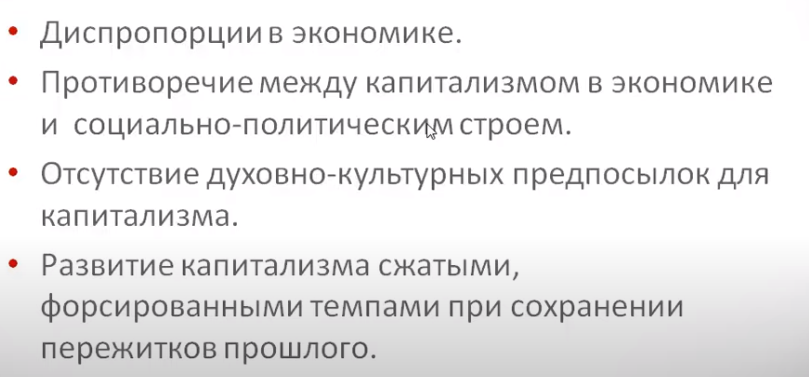 • Диспропорции в экономике.
• Противоречие между капитализмом в экономике
и социально-политическим строем.
• Отсутствие духовно-культурных предпосылок для
капитализма.
• Развитие капитализма сжатыми,
форсированными темпами при сохранении
пережитков прошлого.